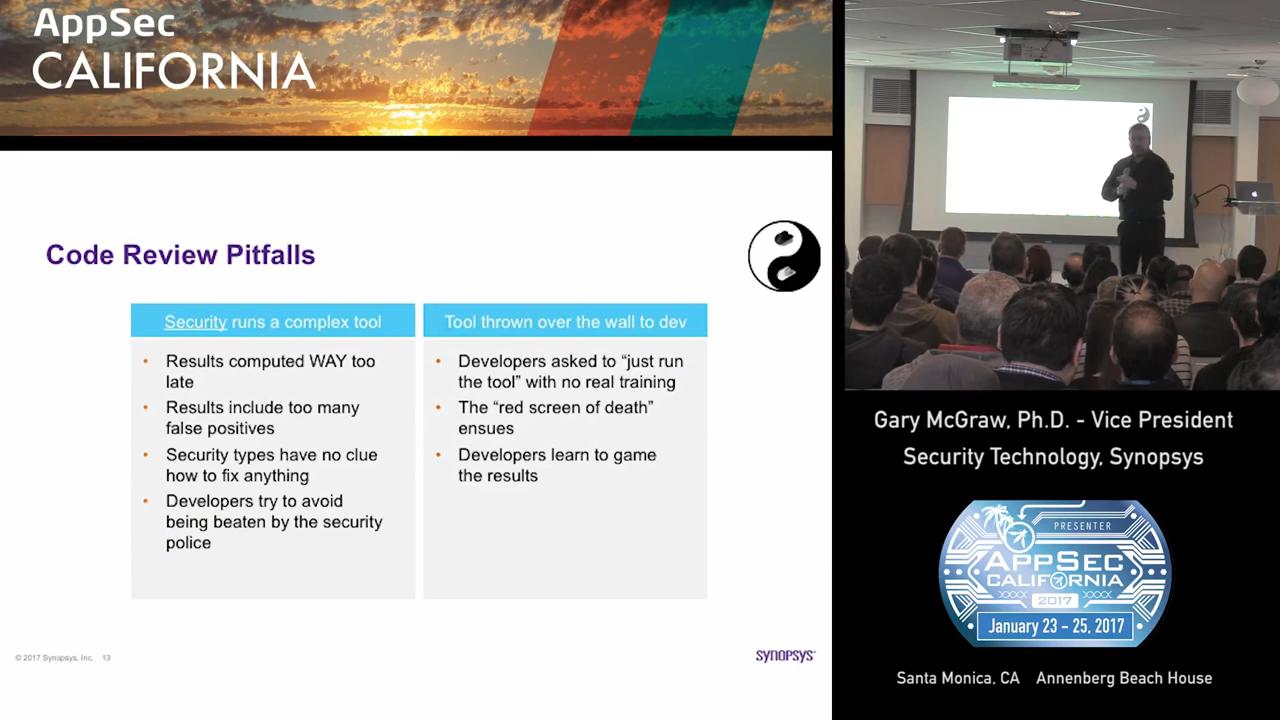 AppSec
CALIFORNIA
Code Review Pitfalls
Security runs a complex tool
• Results computed WAY too
late
• Results include too many
false positives
• Security types have no clue
how to fix anything
• Developers try to avoid
being beaten by the security
police
Tool thrown over the wall to dev
• Developers asked to “just run
the tool” with no real training
• The “red screen of death”
ensues
• Developers learn to game
the results
© 2017 Synopsys, Inc. 13
SYNOPSYS®
Gary McGraw, Ph.D. - Vice President
Security Technology, Synopsys
PRESENTER
APPSEC
CALIFORNIA
2017
January 23 - 25, 2017
Santa Monica, CA Annenberg Beach House